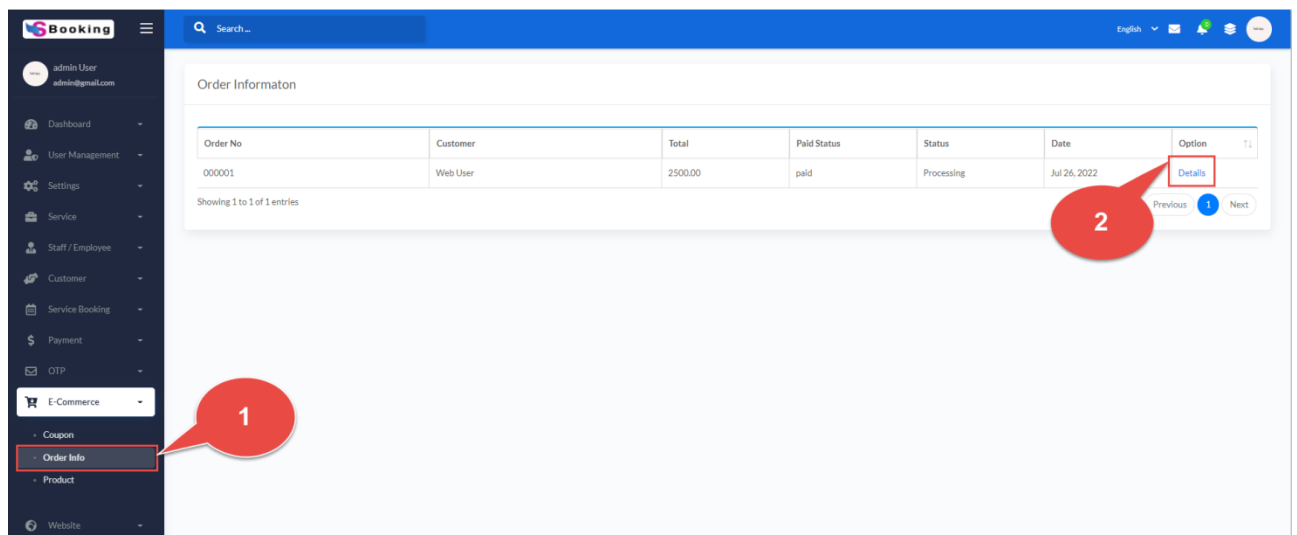 Booking
Search...
English
admin User
admin@gmail.com
Order Informaton
Dashboard
User Management
Settings
Service
Staff / Employee
Customer
Service Booking
Payment
OTP
E-Commerce
Coupon
Order Info
Product
Website
Order No Customer Total Paid Status Status Date Option
000001 Web User 2500.00 paid Processing Jul 26, 2022 Details
Showing 1 to 1 of 1 entries
Previous 1 Next
2
1